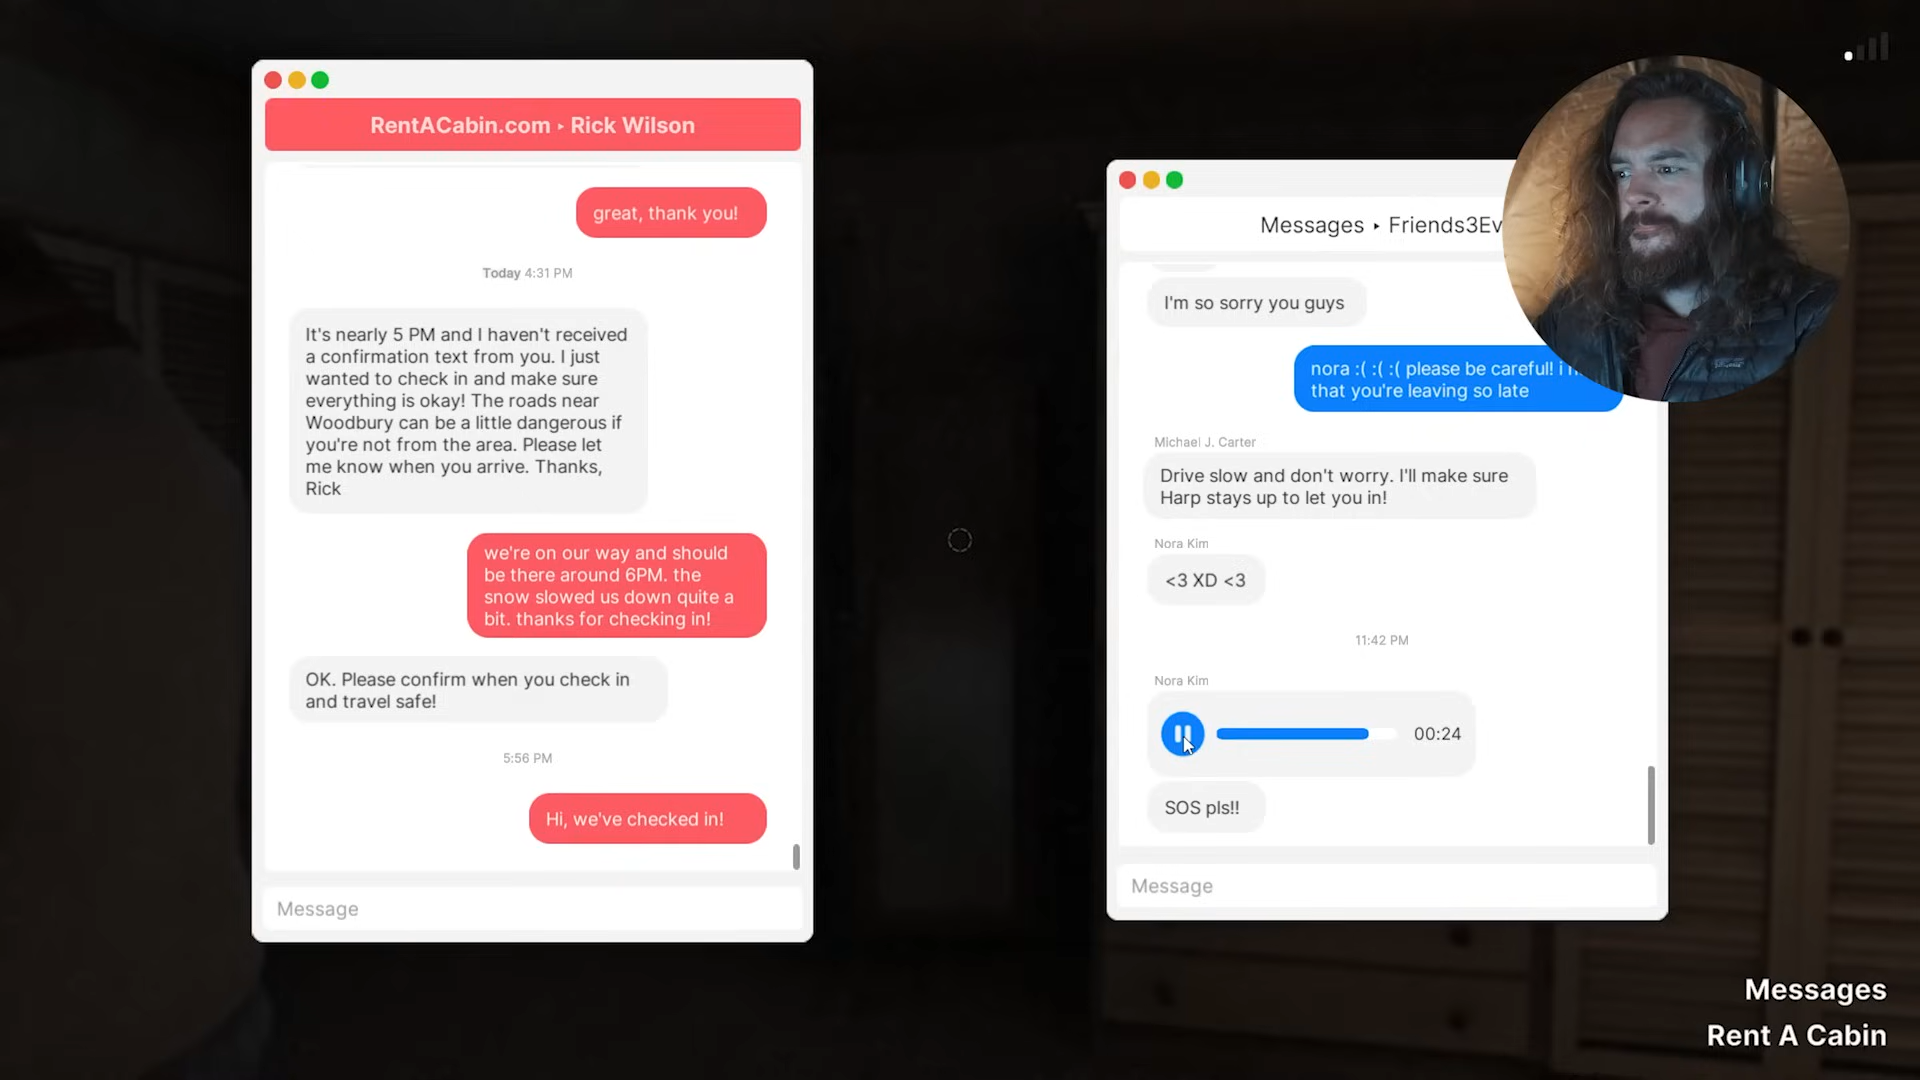 RentACabin.com ▸ Rick Wilson
great, thank you!
Today 4:31 PM
It's nearly 5 PM and I haven't received
a confirmation text from you. I just
wanted to check in and make sure
everything is okay! The roads near
Woodbury can be a little dangerous if
you're not from the area. Please let
me know when you arrive. Thanks,
Rick
we're on our way and should
be there around 6PM. the
snow slowed us down quite a
bit. thanks for checking in!
OK. Please confirm when you check in
and travel safe!
5:56 PM
Hi, we've checked in!
Message
Messages ▸ Friends3Ev
I'm so sorry you guys
nora :( :( :( please be careful! i
that you're leaving so late
Michael J. Carter
Drive slow and don't worry. I'll make sure
Harp stays up to let you in!
Nora Kim
<3 XD <3
11:42 PM
Nora Kim
00:24
SOS pls!!
Message
Messages
Rent A Cabin